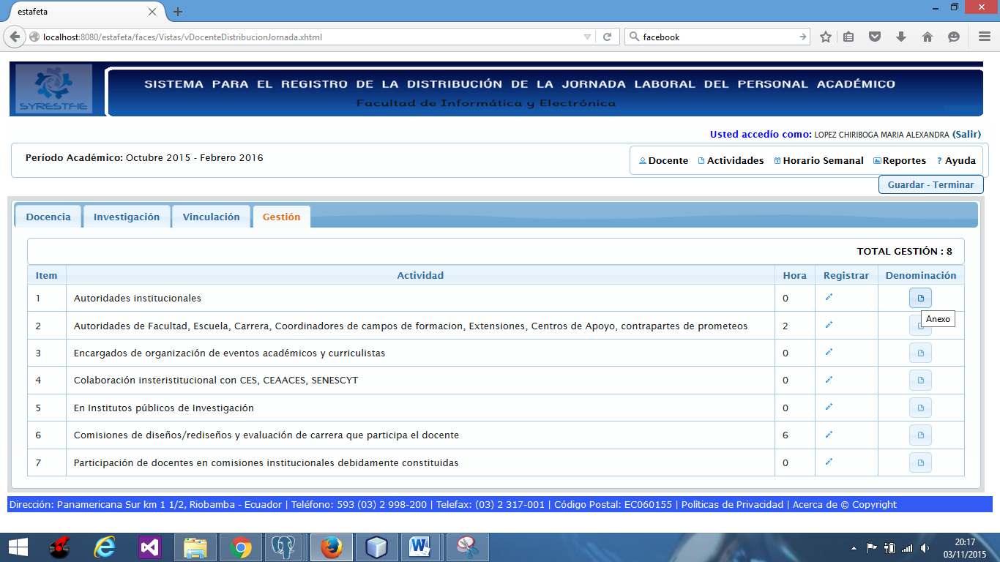 estafeta
localhost:8080/estafeta/faces/Vistas/vDocenteDistribucionJornada.xhtml
facebook
SYRESTFIE
SISTEMA PARA EL REGISTRO DE LA DISTRIBUCIÓN DE LA JORNADA LABORAL DEL PERSONAL ACADÉMICO
Facultad de Informática y Electrónica
Usted accedío como: LOPEZ CHIRIBOGA MARIA ALEXANDRA (Salir)
Período Académico: Octubre 2015 - Febrero 2016
Docente Actividades Horario Semanal Reportes ? Ayuda
Guardar - Terminar
Docencia Investigación Vinculación Gestión
TOTAL GESTIÓN : 8
Item Actividad Hora Registrar Denominación
1 Autoridades institucionales 0
Anexo
2 Autoridades de Facultad, Escuela, Carrera, Coordinadores de campos de formacion, Extensiones, Centros de Apoyo, contrapartes de prometeos 2
3 Encargados de organización de eventos académicos y curriculistas 0
4 Colaboración insteristitucional con CES, CEAACES, SENESCYT 0
5 En Institutos públicos de Investigación 0
6 Comisiones de diseños/rediseños y evaluación de carrera que participa el docente 6
7 Participación de docentes en comisiones institucionales debidamente constituidas 0
Dirección: Panamericana Sur km 1 1/2, Riobamba - Ecuador | Teléfono: 593 (03) 2 998-200 | Telefax: (03) 2 317-001 | Código Postal: EC060155 | Polìticas de Privacidad | Acerca de © Copyright
20:17
03/11/2015